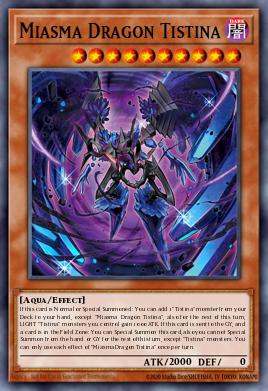 MIASMA DRAGON TISTINA
DARK
闇
[AQUA/EFFECT]
If this card is Normal or Special Summoned: You can add 1 "Tistina" monster from your
Deck to your hand, except "Miasma Dragon Tistina", also for the rest of this turn,
LIGHT "Tistina" monsters you control gain 1000 ATK. If this card is sent to the GY, and
a card is in the Field Zone: You can Special Summon this card, also you cannot Special
Summon from the hand or GY for the rest of this turn, except "Tistina" monsters. You
can only use each effect of "Miasma Dragon Tistina" once per turn.
ATK/2000 DEF/ 0
©2020 Studio Dice/SHUEISHA, TV TOKYO, KONAMI